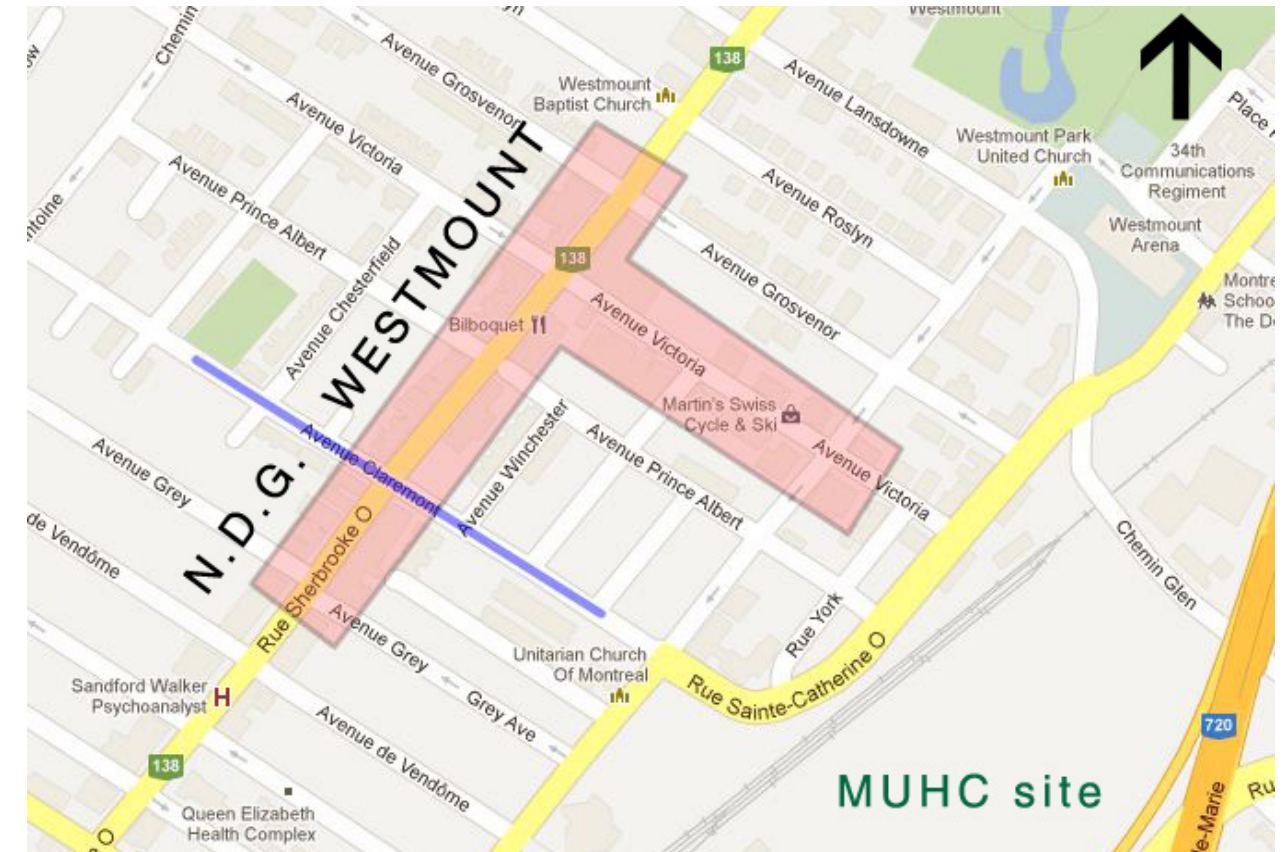 Westmount
138
Avenue Grosvenor
Westmount
Baptist Church
Avenue Lansdowne
Place
Avenue Victoria
Westmount Park
United Church
34th
Communications
Regiment
Avenue Prince Albert
Avenue Roslyn
Westmount
Arena
WESTMOUNT
138
Avenue Chesterfield
Avenue Grosvenor
Bilboquet
Avenue Victoria
Martin's Swiss
Cycle & Ski
Avenue Claremont
Avenue Winchester
Avenue Prince Albert
Avenue Victoria
N.D.G.
Avenue Grey
de Vendôme
Rue Sherbrooke O
Chemin Glen
Avenue Grey
Rue York
Unitarian Church
Of Montreal
Rue Sainte-Catherine O
Sandford Walker
Psychoanalyst
H
Grey Ave
Avenue de Vendôme
720
138
MUHC site
Queen Elizabeth
Health Complex
The
O